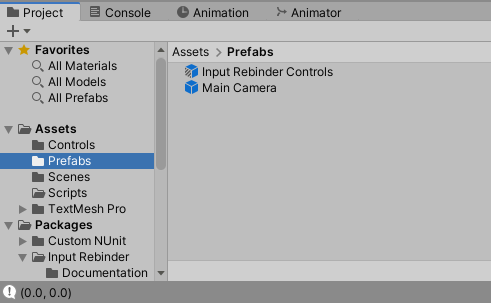 Project Console Animation Animator
+
Favorites
All Materials
All Models
All Prefabs
Assets
Controls
Prefabs
Scenes
Scripts
TextMesh Pro
Packages
Custom NUnit
Input Rebinder
Documentation
Assets > Prefabs
Input Rebinder Controls
Main Camera
(0.0, 0.0)